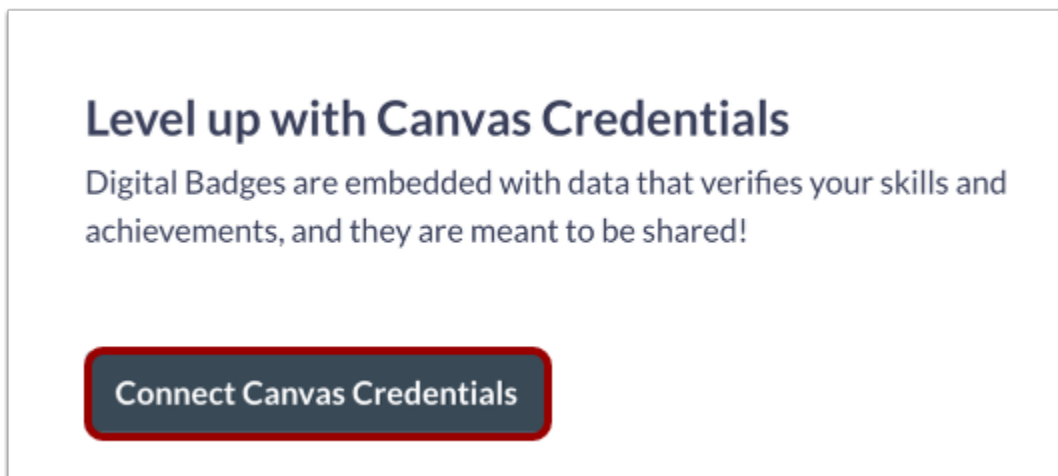 Level up with Canvas Credentials
Digital Badges are embedded with data that verifies your skills and
achievements, and they are meant to be shared!
Connect Canvas Credentials